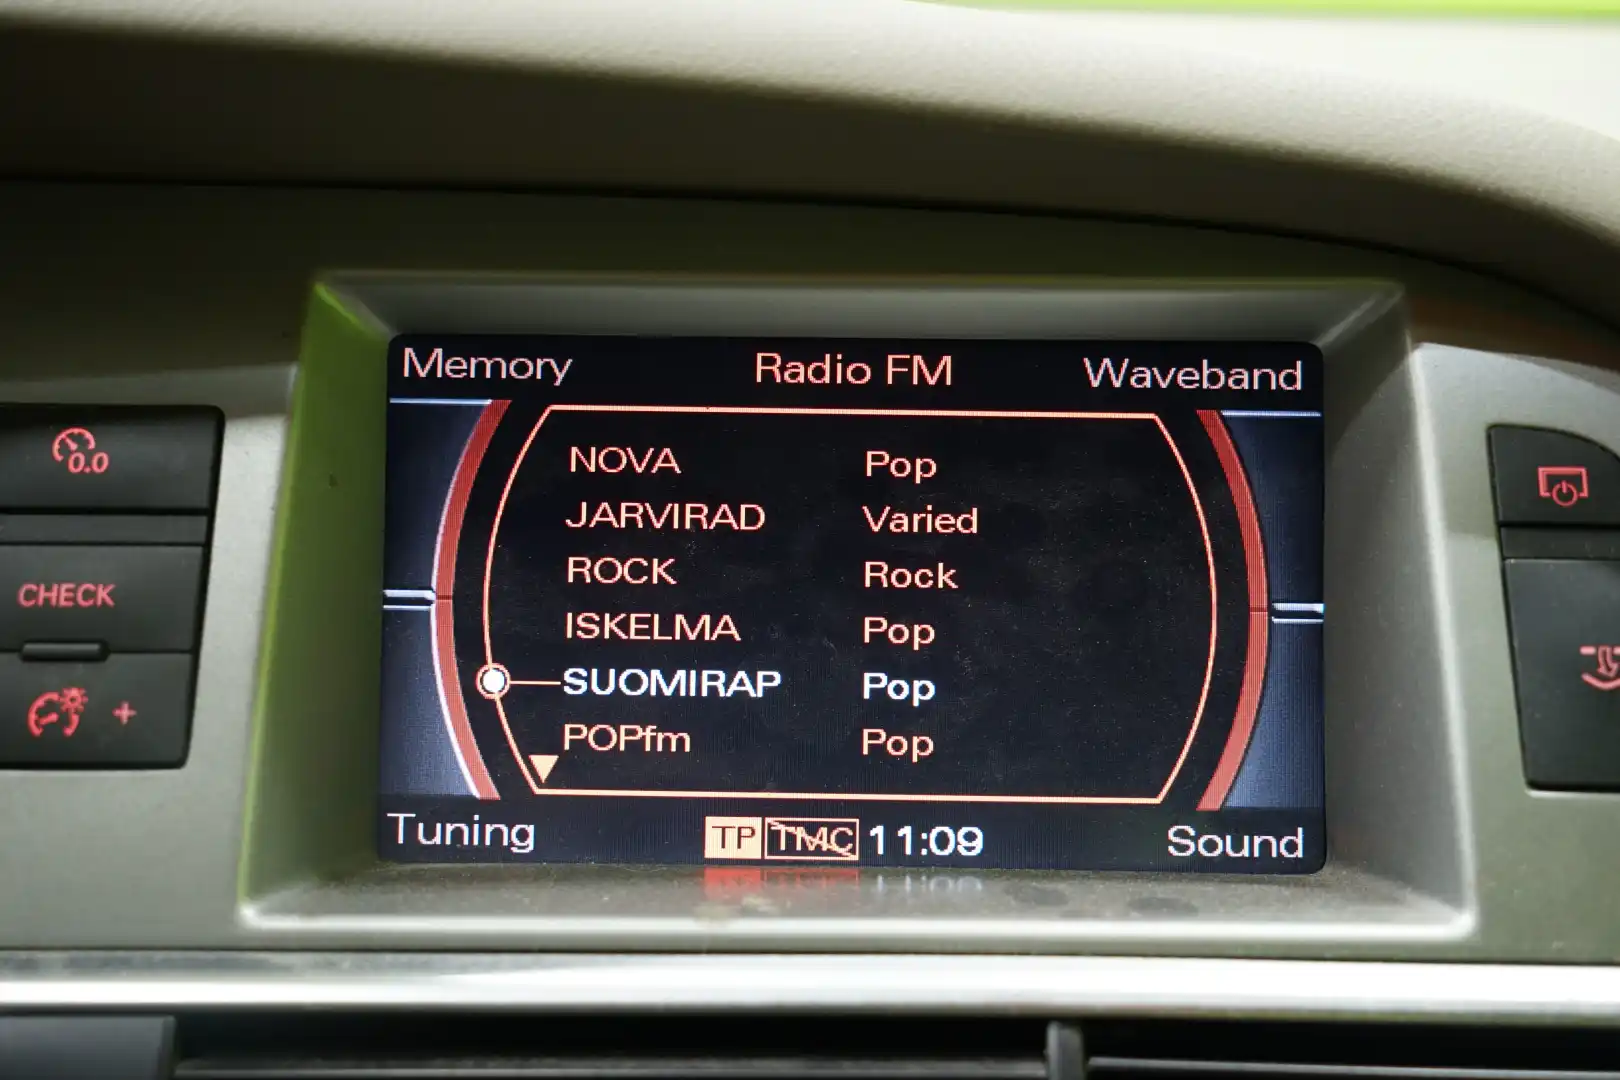 Memory Radio FM Waveband
0.0
NOVA Pop
JARVIRAD Varied
ROCK Rock
CHECK
ISKELMA Pop
SUOMIRAP Pop
+
POPfm Pop
Tuning TP TMC 11:09 Sound